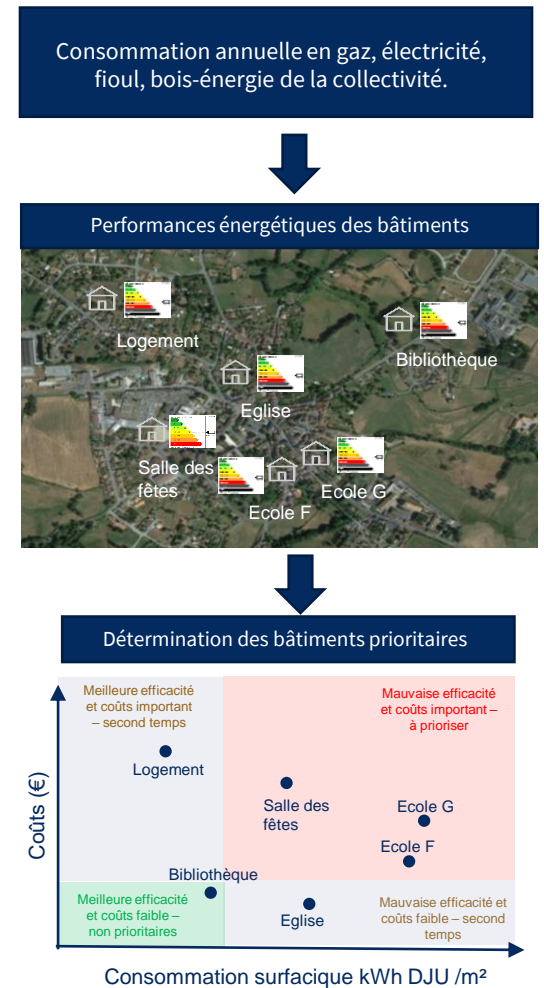 Consommation annuelle en gaz, électricité,
fioul, bois-énergie de la collectivité.
Performances énergétiques des bâtiments
Logement
Bibliothèque
Eglise
Salle des
fêtes
Ecole G
Ecole F
Détermination des bâtiments prioritaires
Meilleure efficacité
et coûts important
– second temps
Mauvaise efficacité
et coûts important –
à prioriser
Logement
Salle des
fêtes
Ecole G
Ecole F
Bibliothèque
Meilleure efficacité
et coûts faible –
non prioritaires
Eglise
Mauvaise efficacité et
coûts faible – second
temps
Coûts (€)
Consommation surfacique kWh DJU /m²